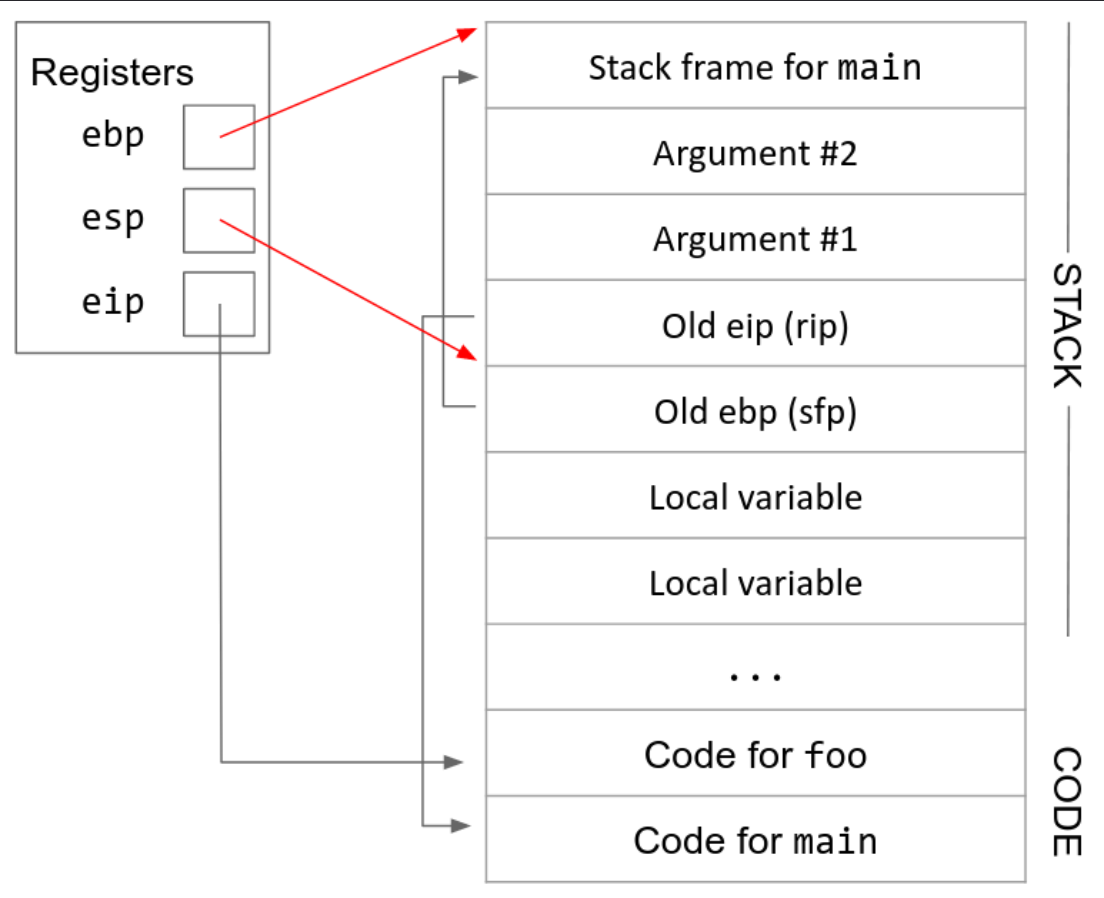 Registers
ebp
esp
eip
Stack frame for main
Argument #2
Argument #1
Old eip (rip)
Old ebp (sfp)
Local variable
Local variable
...
Code for foo
Code for main
STACK
CODE